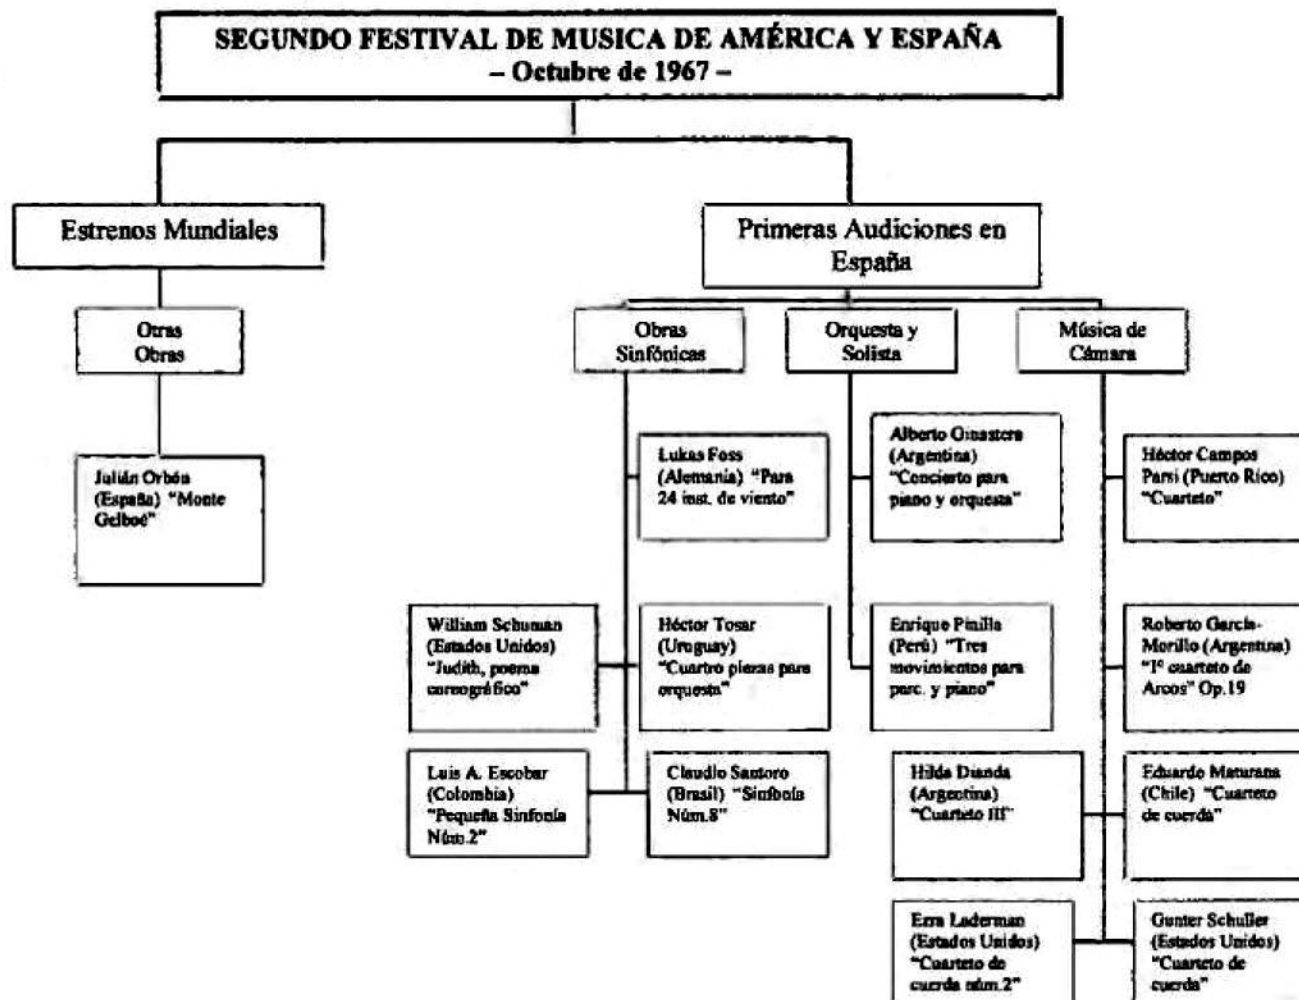 SEGUNDO FESTIVAL DE MUSICA DE AMÉRICA Y ESPAÑA
– Octubre de 1967 –
Estrenos Mundiales
Otras
Obras
Julián Orbón
(España) “Monte
Gelboé”
Primeras Audiciones en
España
Obras
Sinfónicas
Lukas Foss
(Alemania) “Para
24 inst. de viento”
William Schuman
(Estados Unidos)
“Judith, poema
coreográfico”
Héctor Tosar
(Uruguay)
“Cuatro piezas para
orquesta”
Luis A. Escobar
(Colombia)
“Pequeña Sinfonía
Núm.2”
Claudio Santoro
(Brasil) “Sinfonía
Núm.8”
Orquesta y
Solista
Alberto Ginastera
(Argentina)
“Concierto para
piano y orquesta”
Enrique Pinilla
(Perú) “Tres
movimientos para
perc. y piano”
Música de
Cámara
Héctor Campos
Parsi (Puerto Rico)
“Cuarteto”
Roberto García-
Morillo (Argentina)
“1º cuarteto de
Arcos” Op.19
Hilda Dianda
(Argentina)
“Cuarteto III”
Eduardo Maturana
(Chile) “Cuarteto
de cuerda”
Ezra Laderman
(Estados Unidos)
“Cuarteto de
cuerda núm.2”
Gunter Schuller
(Estados Unidos)
“Cuarteto de
cuerda”